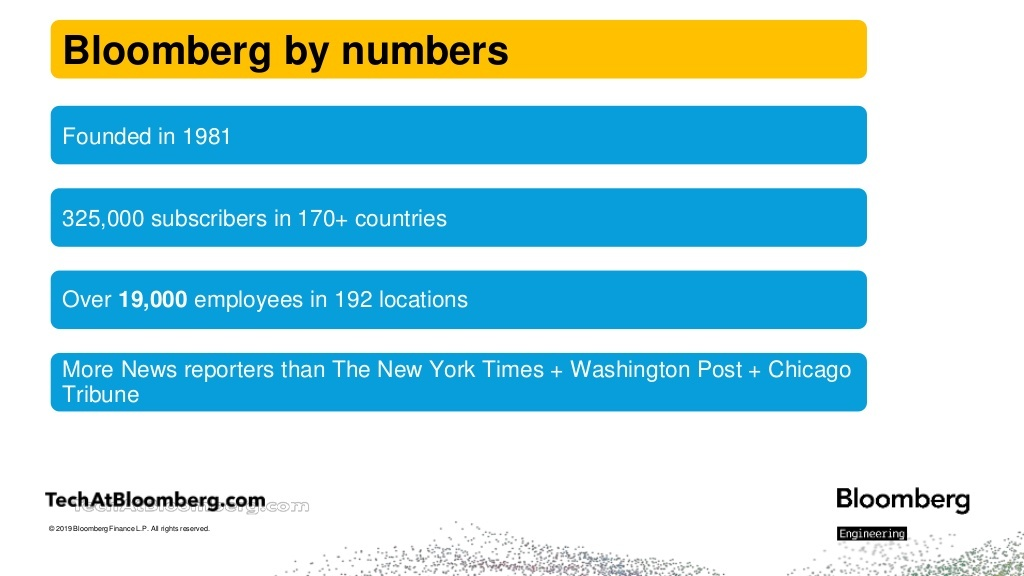 Bloomberg by numbers
Founded in 1981
325,000 subscribers in 170+ countries
Over 19,000 employees in 192 locations
More News reporters than The New York Times + Washington Post + Chicago
Tribune
TechAtBloomberg.com
TechAtBloomberg.com
© 2019 Bloomberg Finance L.P. All rights reserved.
Bloomberg
Engineering